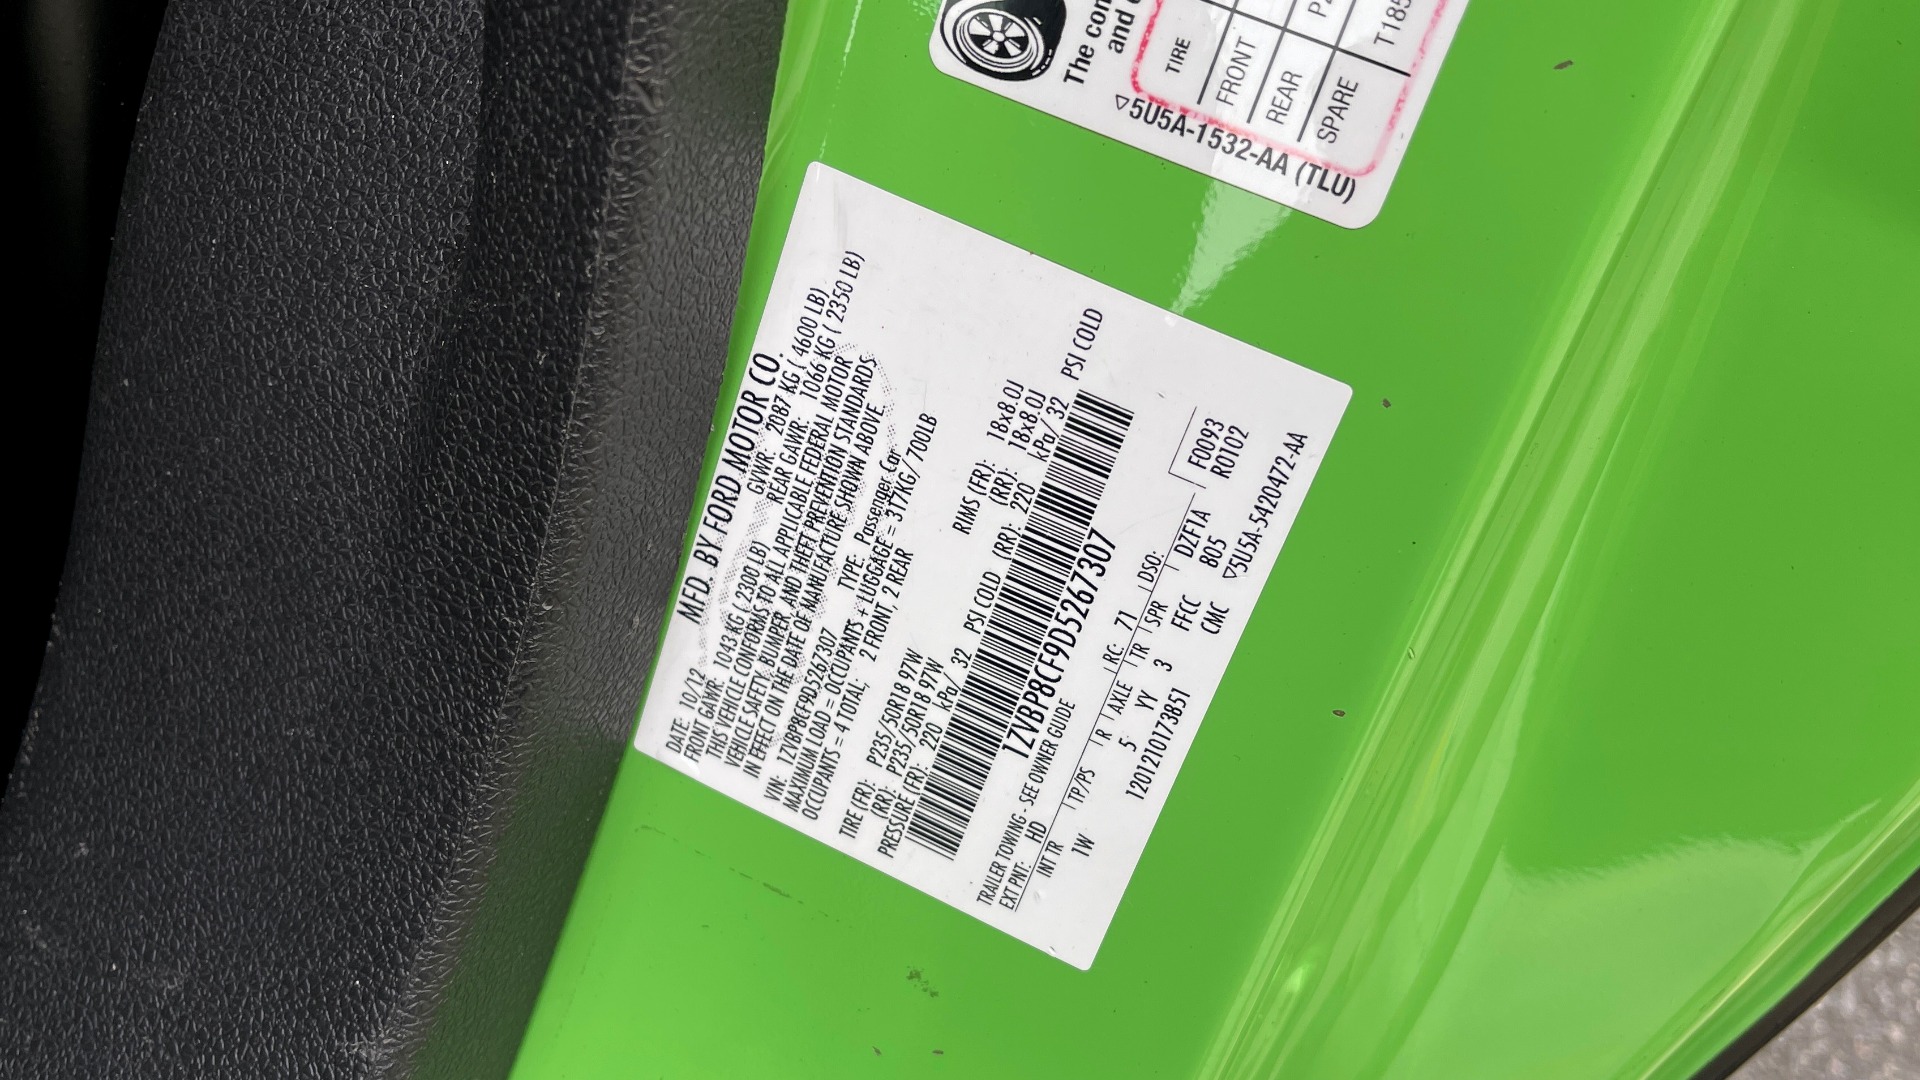 The con
and
TIRE
FRONT
REAR
SPARE
T185
▽5U5A-1532-AA (TLU)
MFD. BY FORD MOTOR CO.
DATE: 10/12 GVWR: 2087 KG ( 4600 LB)
FRONT GAWR: 1043 KG ( 2300 LB) REAR GAWR: 1066 KG ( 2350 LB)
THIS VEHICLE CONFORMS TO ALL APPLICABLE FEDERAL MOTOR
VEHICLE SAFETY, BUMPER, AND THEFT PREVENTION STANDARDS
IN EFFECT ON THE DATE OF MANUFACTURE SHOWN ABOVE.
VIN: 1ZVBP8CF9D5267307 TYPE: Passenger Car
MAXIMUM LOAD = OCCUPANTS + LUGGAGE = 317KG/ 700LB
OCCUPANTS = 4 TOTAL; 2 FRONT, 2 REAR
TIRE (FR): P235/50R18 97W RIMS (FR): 18x8.0J
(RR): P235/50R18 97W (RR): 18x8.0J
PRESSURE (FR): 220 kPa/ 32 PSI COLD (RR): 220 kPa/ 32 PSI COLD
1ZVBP8CF9D5267307
TRAILER TOWING - SEE OWNER GUIDE
EXT PNT: HD RC: 71 DSO: F0093
INT TR TP/PS R AXLE TR SPR R0102
1W 5 YY 3 FFCC DZF1A
CMC 805
1201210173851 ▽5U5A-5420472-AA